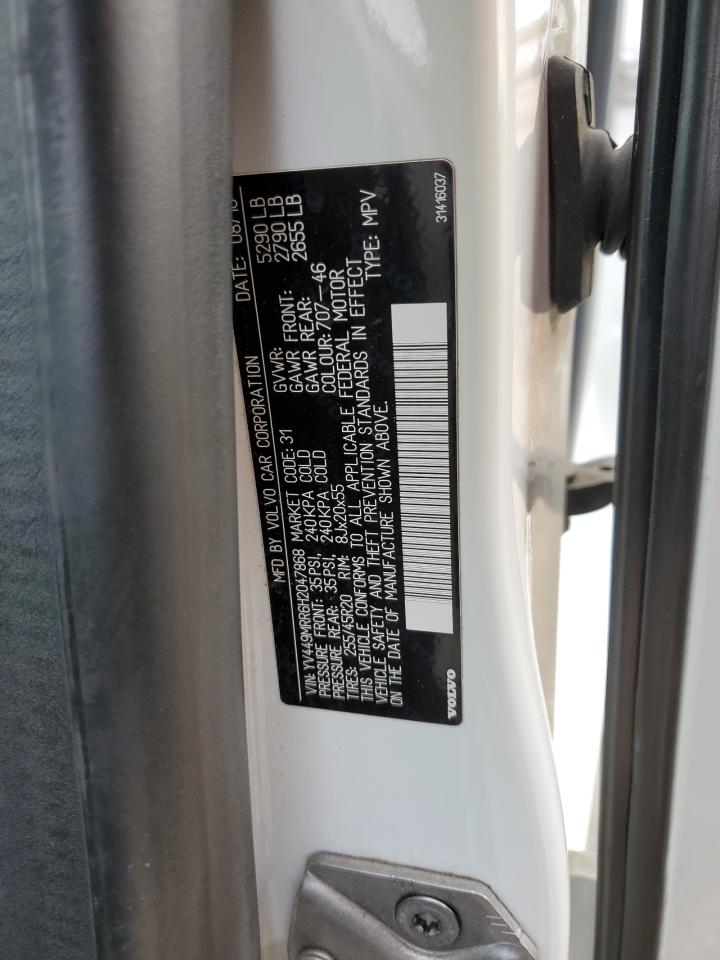 DATE: 08/16
MFD BY VOLVO CAR CORPORATION
GVWR: 5290 LB
GAWR FRONT: 2790 LB
GAWR REAR: 2655 LB
VIN: YV449MRR6H2047868 MARKET CODE: 31
PRESSURE FRONT: 35PSI, 240KPA COLD
PRESSURE REAR: 35PSI, 240KPA COLD COLOUR: 707--46
TIRES: 255/45R20 RIM: 8Jx20x55
THIS VEHICLE CONFORMS TO ALL APPLICABLE FEDERAL MOTOR
VEHICLE SAFETY AND THEFT PREVENTION STANDARDS IN EFFECT
ON THE DATE OF MANUFACTURE SHOWN ABOVE. TYPE: MPV
VOLVO
31416037